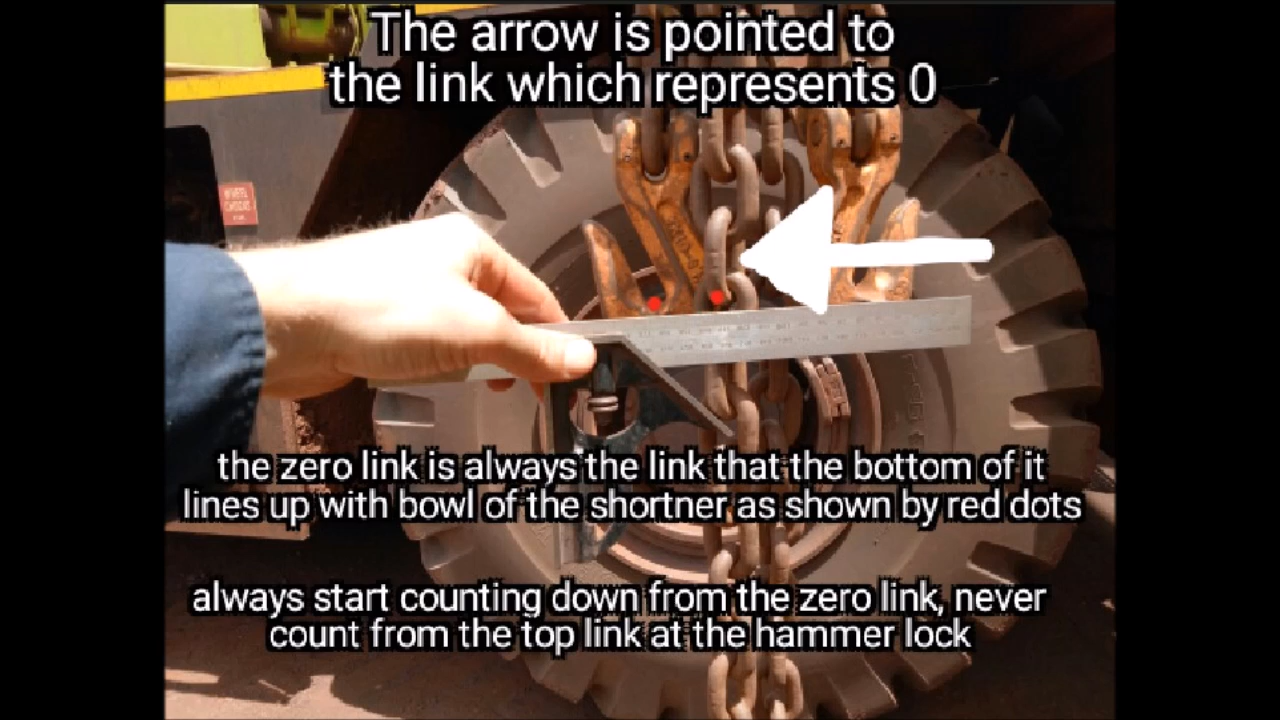 The arrow is pointed to
the link which represents 0
the zero link is always the link that the bottom of it
lines up with bowl of the shortner as shown by red dots
always start counting down from the zero link, never
count from the top link at the hammer lock